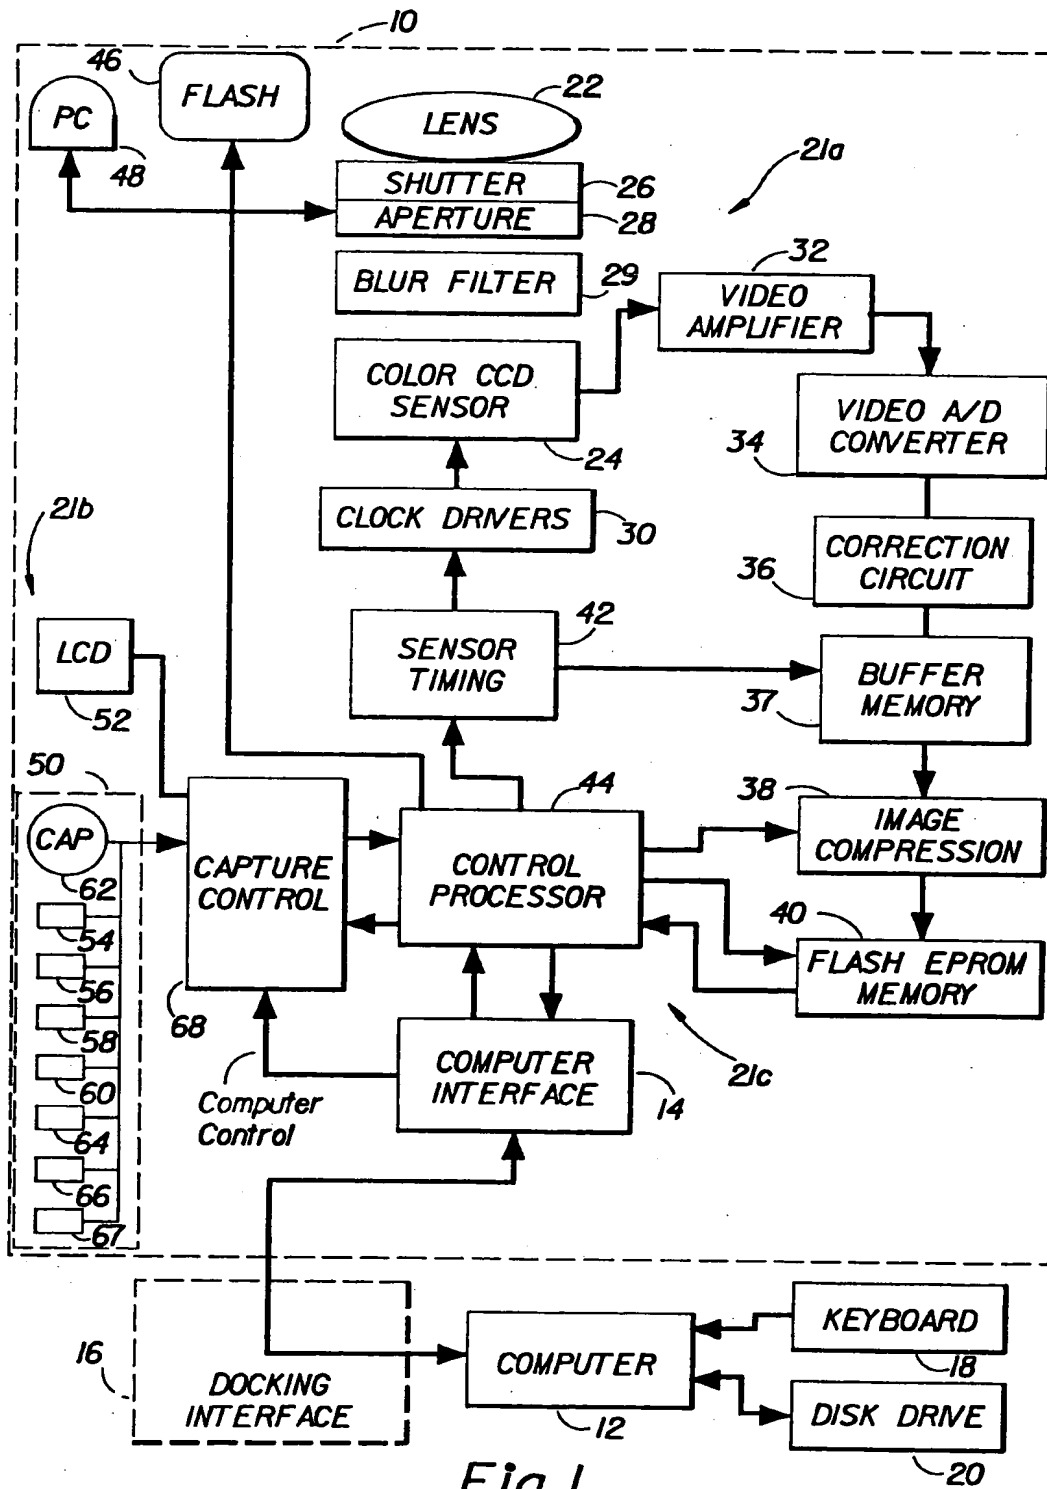 10
46
FLASH
PC
48
22
LENS
SHUTTER
26
APERTURE
28
21a
BLUR FILTER
29
32
VIDEO
AMPLIFIER
COLOR CCD
SENSOR
24
VIDEO A/D
CONVERTER
34
21b
CLOCK DRIVERS
30
CORRECTION
CIRCUIT
36
LCD
52
SENSOR
TIMING
42
BUFFER
MEMORY
37
50
CAP
62
54
56
58
60
64
66
67
CAPTURE
CONTROL
68
44
CONTROL
PROCESSOR
38
IMAGE
COMPRESSION
40
FLASH EPROM
MEMORY
21c
Computer
Control
COMPUTER
INTERFACE
14
16
DOCKING
INTERFACE
COMPUTER
12
KEYBOARD
18
DISK DRIVE
20
Fig. 1